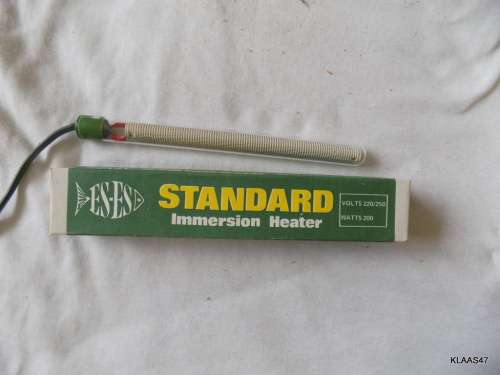 ES-ES
STANDARD
Immersion Heater
VOLTS 220/250
WATTS 200
KLAAS47